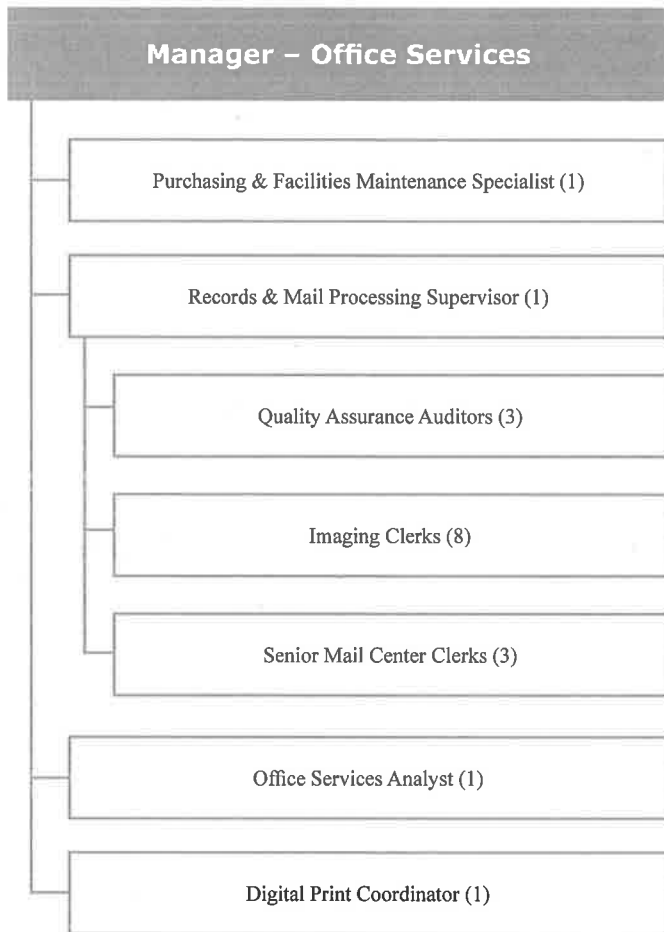 Manager – Office Services
Purchasing & Facilities Maintenance Specialist (1)
Records & Mail Processing Supervisor (1)
Quality Assurance Auditors (3)
Imaging Clerks (8)
Senior Mail Center Clerks (3)
Office Services Analyst (1)
Digital Print Coordinator (1)